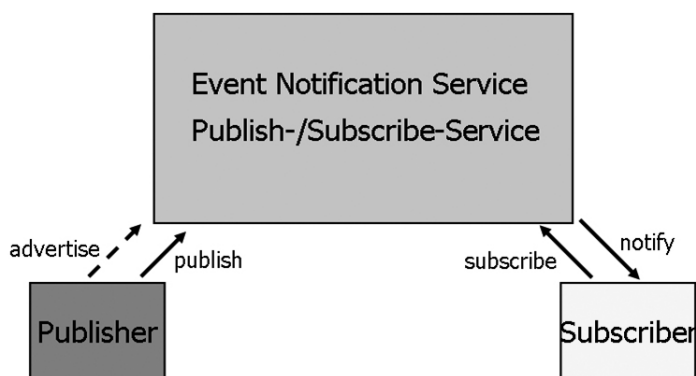 Event Notification Service
Publish-/Subscribe-Service
advertise
publish
subscribe
notify
Publisher
Subscriber